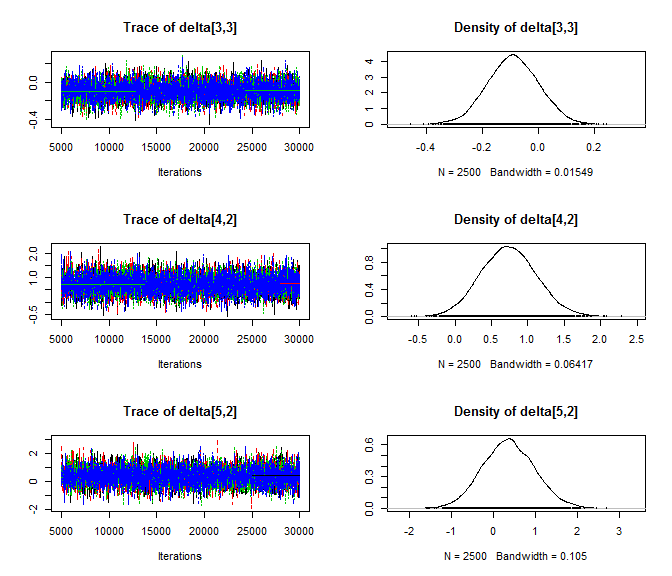 Trace of delta[3,3]
0.0
-0.4
5000 10000 15000 20000 25000 30000
Iterations
Density of delta[3,3]
4
3
2
1
0
-0.4 -0.2 0.0 0.2
N = 2500 Bandwidth = 0.01549
Trace of delta[4,2]
2.0
1.0
-0.5
5000 10000 15000 20000 25000 30000
Iterations
Density of delta[4,2]
0.8
0.4
0.0
-0.5 0.0 0.5 1.0 1.5 2.0 2.5
N = 2500 Bandwidth = 0.06417
Trace of delta[5,2]
2
0
-2
5000 10000 15000 20000 25000 30000
Iterations
Density of delta[5,2]
0.6
0.3
0.0
-2 -1 0 1 2 3
N = 2500 Bandwidth = 0.105